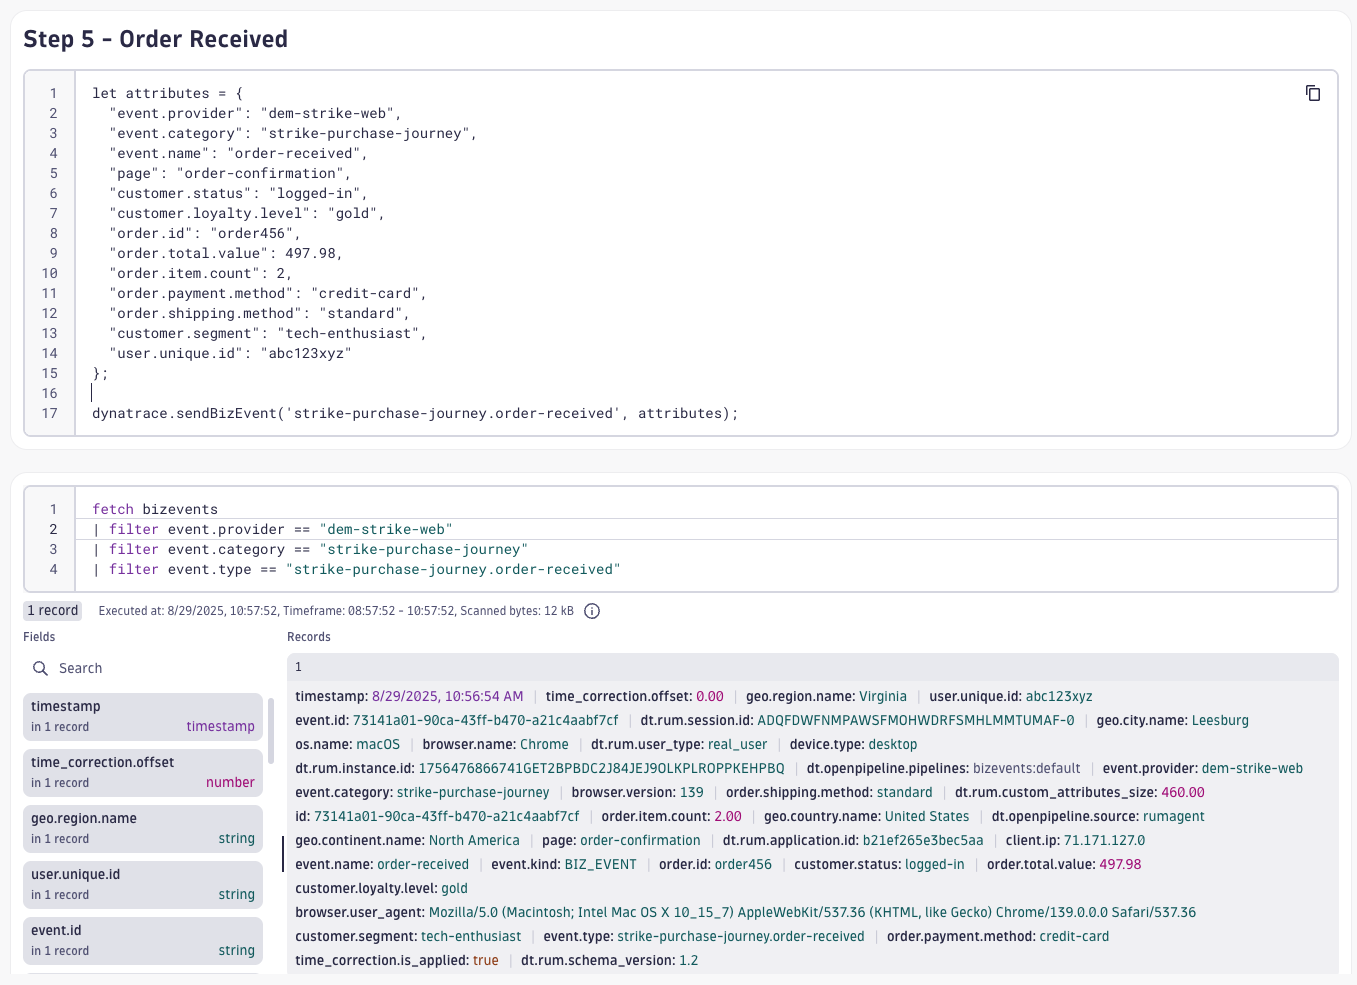 Step 5 - Order Received
1 let attributes = {
2 "event.provider": "dem-strike-web",
3 "event.category": "strike-purchase-journey",
4 "event.name": "order-received",
5 "page": "order-confirmation",
6 "customer.status": "logged-in",
7 "customer.loyalty.level": "gold",
8 "order.id": "order456",
9 "order.total.value": 497.98,
10 "order.item.count": 2,
11 "order.payment.method": "credit-card",
12 "order.shipping.method": "standard",
13 "customer.segment": "tech-enthusiast",
14 "user.unique.id": "abc123xyz"
15 };
16
17 dynatrace.sendBizEvent('strike-purchase-journey.order-received', attributes);
1 fetch bizevents
2 | filter event.provider == "dem-strike-web"
3 | filter event.category == "strike-purchase-journey"
4 | filter event.type == "strike-purchase-journey.order-received"
1 record Executed at: 8/29/2025, 10:57:52, Timeframe: 08:57:52 - 10:57:52, Scanned bytes: 12 kB
Fields
Search
timestamp
in 1 record timestamp
time_correction.offset
in 1 record number
geo.region.name
in 1 record string
user.unique.id
in 1 record string
event.id
in 1 record string
Records
1
timestamp: 8/29/2025, 10:56:54 AM | time_correction.offset: 0.00 | geo.region.name: Virginia | user.unique.id: abc123xyz
event.id: 73141a01-90ca-43ff-b470-a21c4aabf7cf | dt.rum.session.id: ADQFDWFNMPAWSFMOHWDRFSMHLMMTUMAF-0 | geo.city.name: Leesburg
os.name: macOS | browser.name: Chrome | dt.rum.user_type: real_user | device.type: desktop
dt.rum.instance.id: 1756476866741GET2BPBDC2J84JEJ9OLKPLROPPKEHPBQ | dt.openpipeline.pipelines: bizevents:default | event.provider: dem-strike-web
event.category: strike-purchase-journey | browser.version: 139 | order.shipping.method: standard | dt.rum.custom_attributes_size: 460.00
id: 73141a01-90ca-43ff-b470-a21c4aabf7cf | order.item.count: 2.00 | geo.country.name: United States | dt.openpipeline.source: rumagent
geo.continent.name: North America | page: order-confirmation | dt.rum.application.id: b21ef265e3bec5aa | client.ip: 71.171.127.0
event.name: order-received | event.kind: BIZ_EVENT | order.id: order456 | customer.status: logged-in | order.total.value: 497.98
customer.loyalty.level: gold
browser.user_agent: Mozilla/5.0 (Macintosh; Intel Mac OS X 10_15_7) AppleWebKit/537.36 (KHTML, like Gecko) Chrome/139.0.0.0 Safari/537.36
customer.segment: tech-enthusiast | event.type: strike-purchase-journey.order-received | order.payment.method: credit-card
time_correction.is_applied: true | dt.rum.schema_version: 1.2